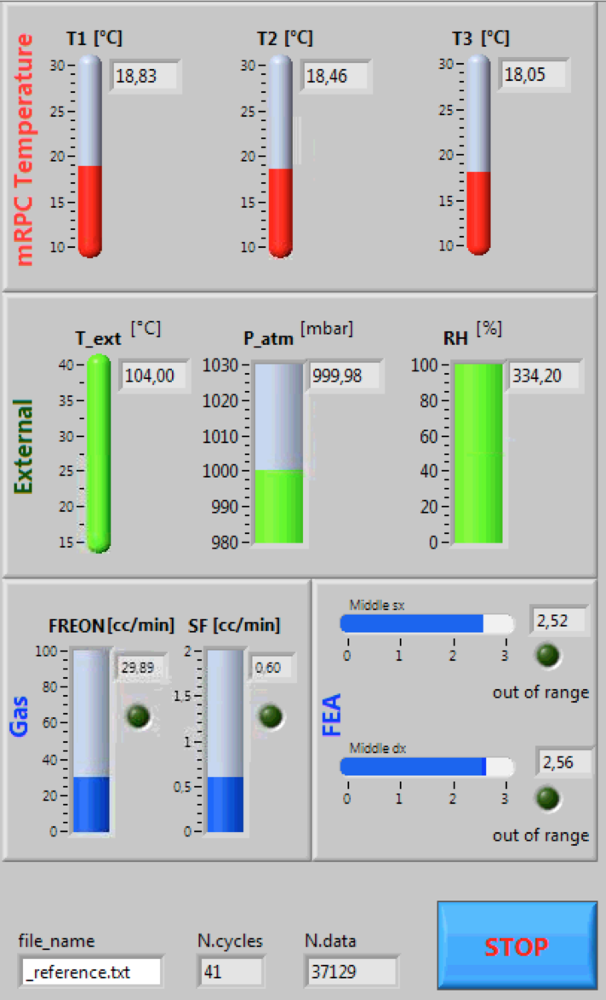 mRPC Temperature
T1 [°C] T2 [°C] T3 [°C]
18,83 18,46 18,05
30 30 30
25 25 25
20 20 20
15 15 15
10 10 10
External
T_ext [°C] P_atm [mbar] RH [%]
104,00 999,98 334,20
40 1030 100
35 1020 80
30 1010 60
25 1000 40
20 990 20
15 980 0
Gas
FREON[cc/min] SF [cc/min]
29,89 0,60
100 2
80 1,5
60 1
40 0,5
20 0
0
FEA
Middle sx
2,52
0 1 2 3
out of range
Middle dx
2,56
0 1 2 3
out of range
file_name N.cycles N.data
_reference.txt 41 37129
STOP